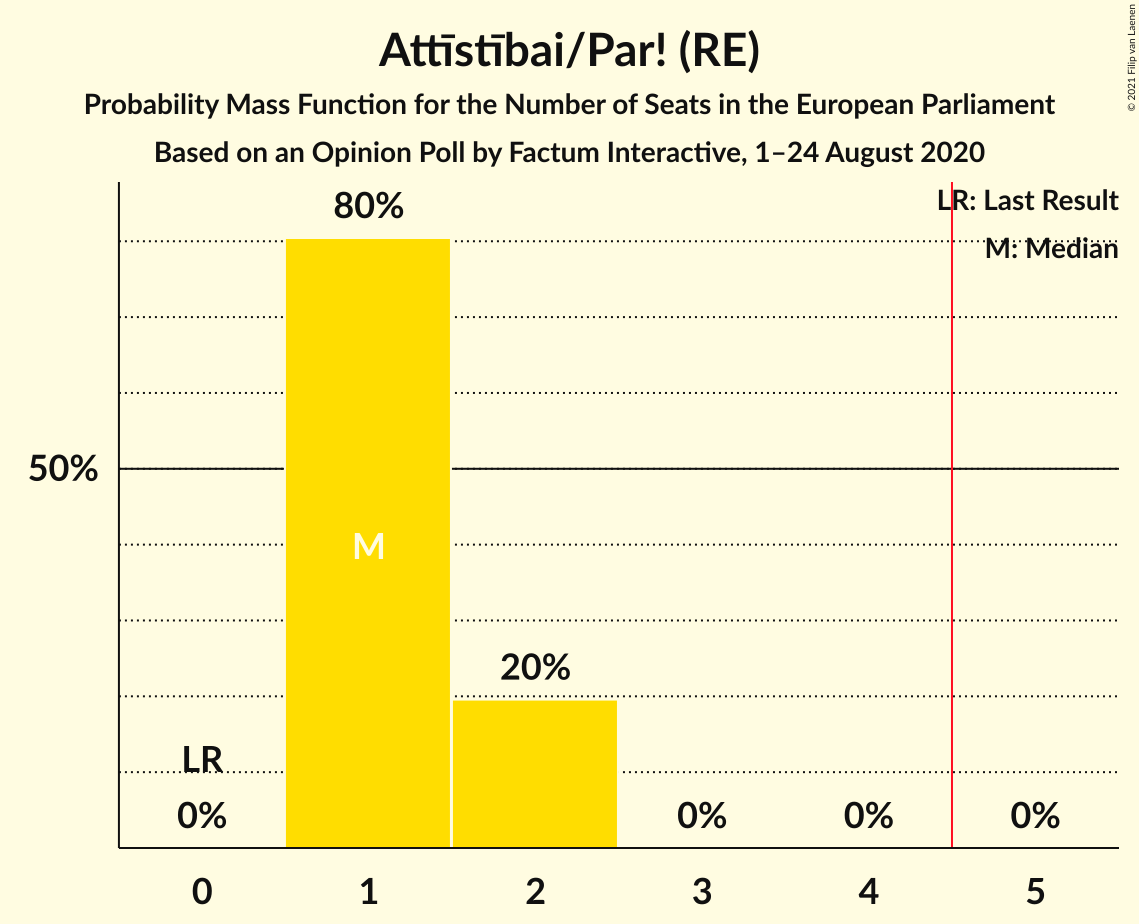 Attīstībai/Par! (RE)
Probability Mass Function for the Number of Seats in the European Parliament
Based on an Opinion Poll by Factum Interactive, 1–24 August 2020
© 2021 Filip van Laenen
LR: Last Result
M: Median
80%
50%
M
20%
LR
0%
0%
0%
0%
0 1 2 3 4 5